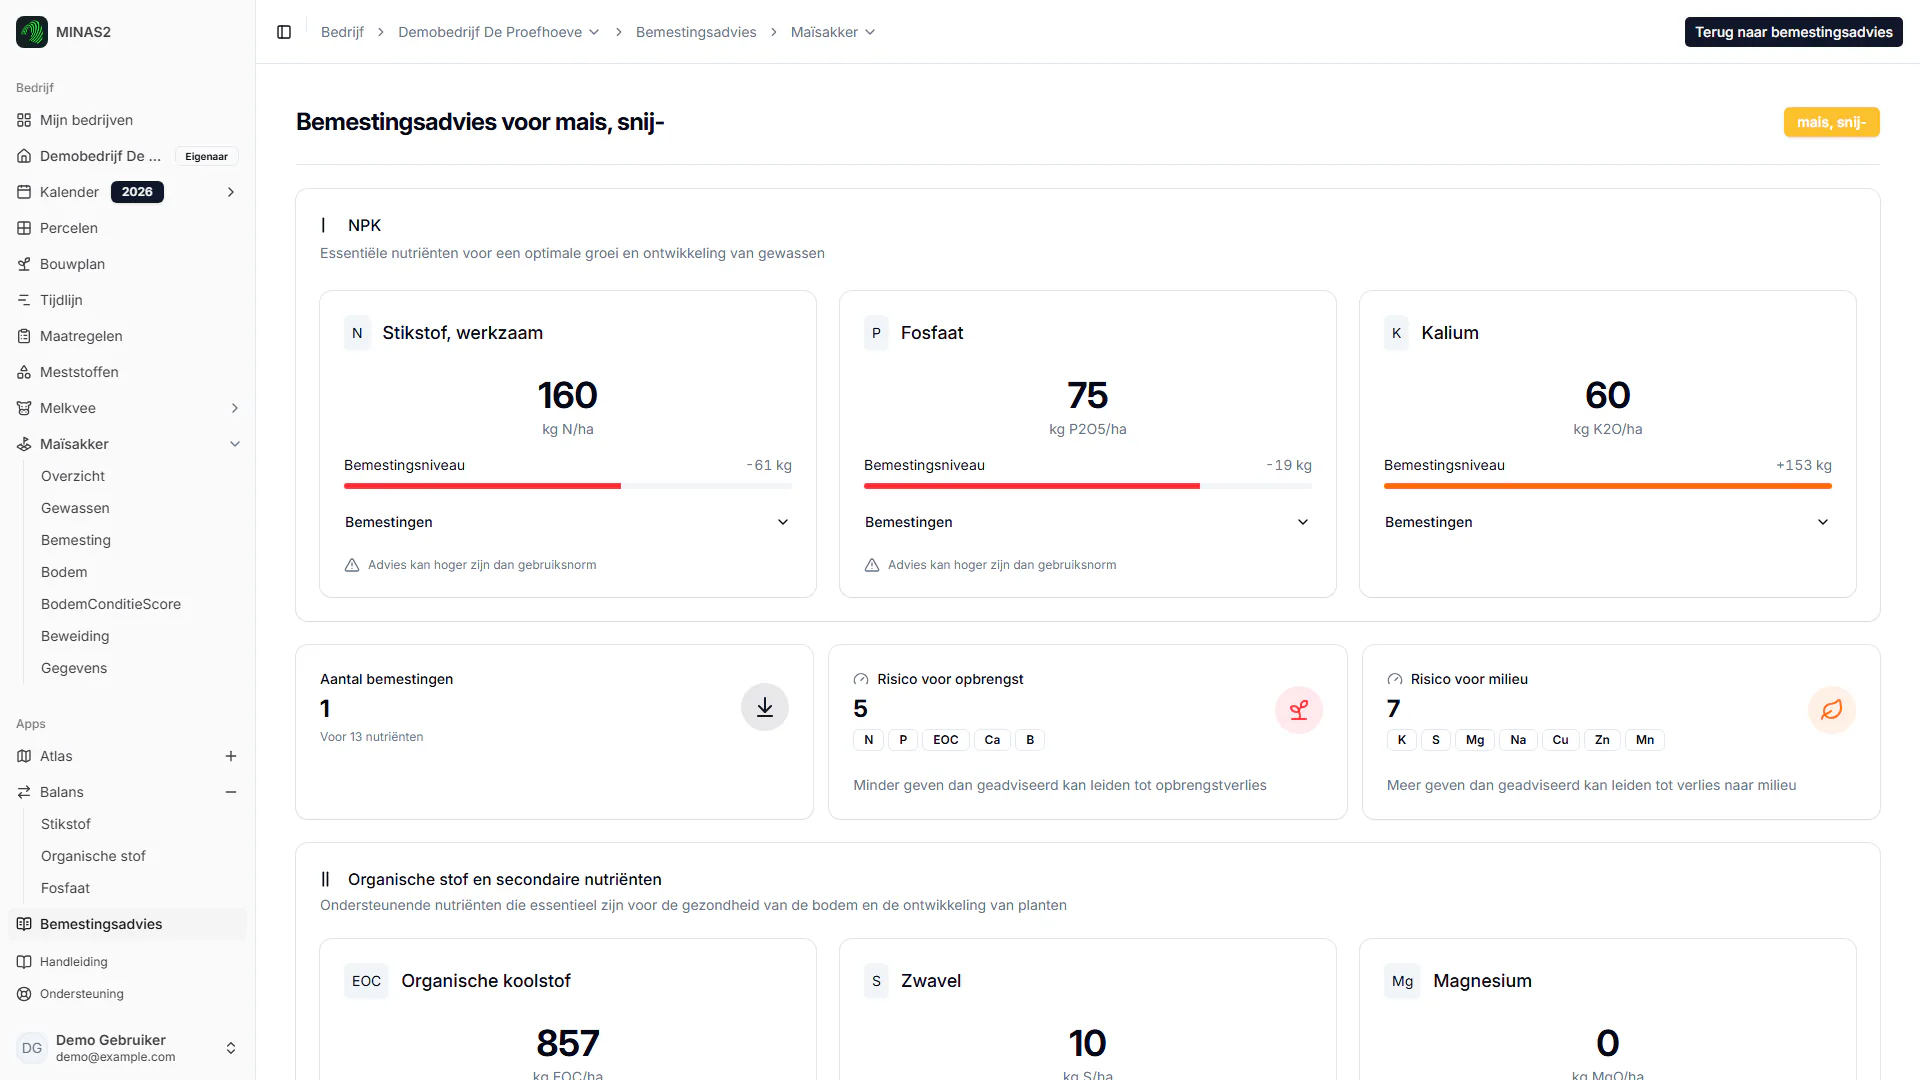 MINAS2
Bedrijf
Mijn bedrijven
Demobedrijf De ... Eigenaar
Kalender 2026
Percelen
Bouwplan
Tijdlijn
Maatregelen
Meststoffen
Melkvee
Maïsakker
Overzicht
Gewassen
Bemesting
Bodem
BodemConditieScore
Beweiding
Gegevens
Apps
Atlas
Balans
Stikstof
Organische stof
Fosfaat
Bemestingsadvies
Handleiding
Ondersteuning
DG Demo Gebruiker
demo@example.com
Bedrijf > Demobedrijf De Proefhoeve > Bemestingsadvies > Maïsakker
Terug naar bemestingsadvies
Bemestingsadvies voor mais, snij-
mais, snij-
NPK
Essentiële nutriënten voor een optimale groei en ontwikkeling van gewassen
N Stikstof, werkzaam
160
kg N/ha
Bemestingsniveau -61 kg
Bemestingen
Advies kan hoger zijn dan gebruiksnorm
P Fosfaat
75
kg P2O5/ha
Bemestingsniveau -19 kg
Bemestingen
Advies kan hoger zijn dan gebruiksnorm
K Kalium
60
kg K2O/ha
Bemestingsniveau +153 kg
Bemestingen
Aantal bemestingen
1
Voor 13 nutriënten
Risico voor opbrengst
5
N P EOC Ca B
Minder geven dan geadviseerd kan leiden tot opbrengstverlies
Risico voor milieu
7
K S Mg Na Cu Zn Mn
Meer geven dan geadviseerd kan leiden tot verlies naar milieu
Organische stof en secondaire nutriënten
Ondersteunende nutriënten die essentieel zijn voor de gezondheid van de bodem en de ontwikkeling van planten
EOC Organische koolstof
857
kg EOC/ha
S Zwavel
10
kg S/ha
Mg Magnesium
0
kg MgO/ha